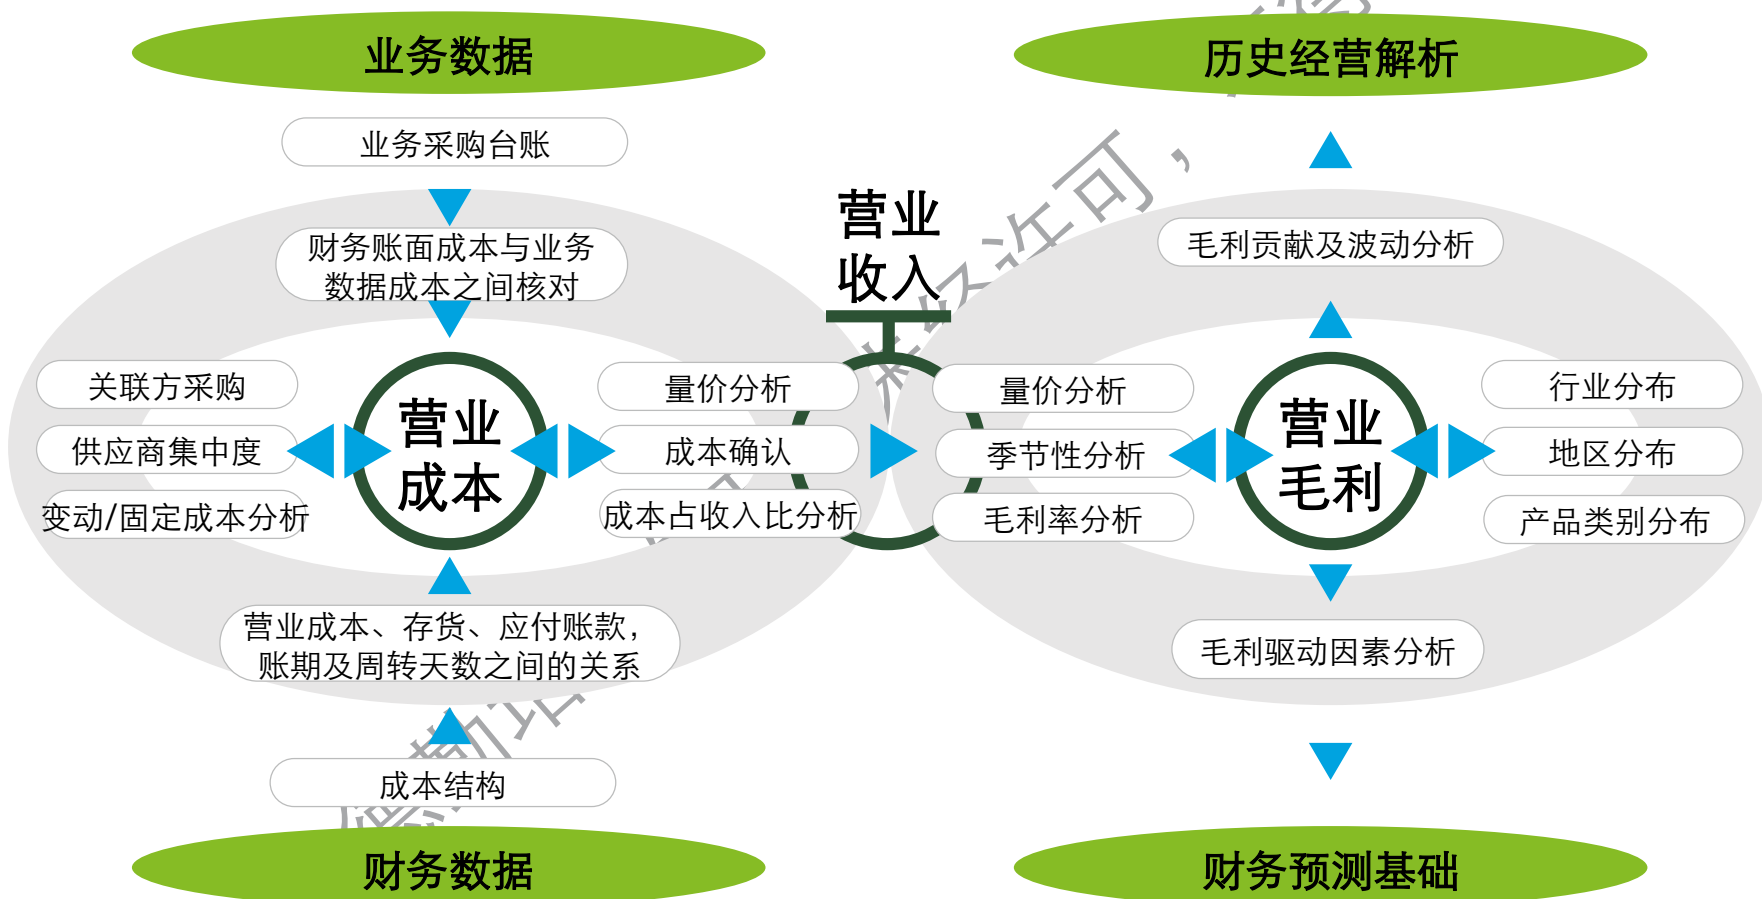 业务数据
历史经营解析
业务采购台账
财务账面成本与业务
数据成本之间核对
营业
收入
毛利贡献及波动分析
关联方采购
供应商集中度
变动/固定成本分析
营业
成本
量价分析
成本确认
成本占收入比分析
量价分析
季节性分析
毛利率分析
营业
毛利
行业分布
地区分布
产品类别分布
营业成本、存货、应付账款，
账期及周转天数之间的关系
毛利驱动因素分析
成本结构
财务数据
财务预测基础